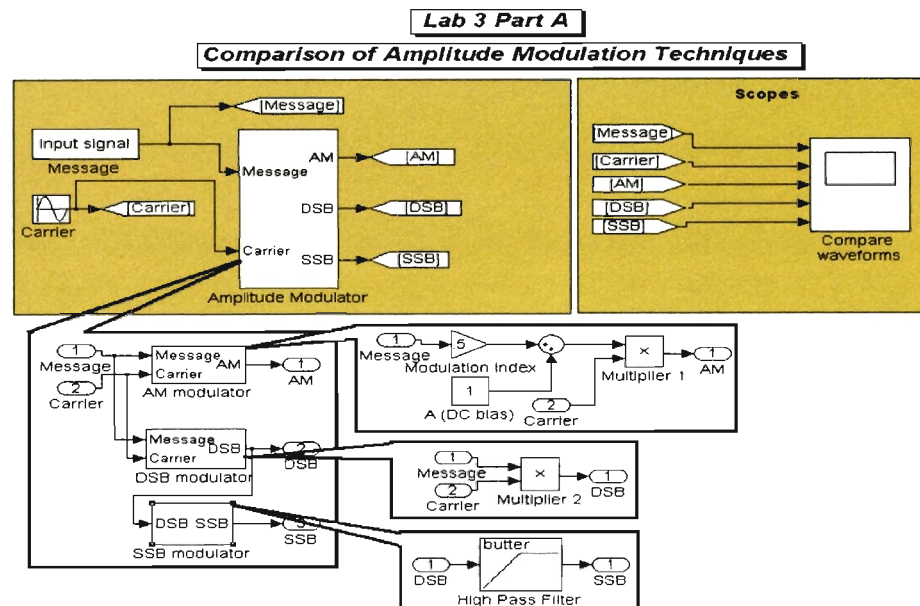 Lab 3 Part A
Comparison of Amplitude Modulation Techniques
[Message]
Input signal
Message
Message
AM
[AM]
[Carrier]
Carrier
DSB
[DSB]
Carrier
SSB
[SSB]
Amplitude Modulator
Scopes
[Message]
[Carrier]
[AM]
[DSB]
[SSB]
Compare
waveforms
1
Message
2
Carrier
Message
Carrier
AM
AM modulator
1
AM
Message
Carrier
DSB
DSB modulator
2
DSB
DSB SSB
SSB modulator
3
SSB
1
Message
5
Modulation Index
1
A (DC bias)
2
Carrier
×
Multiplier 1
1
AM
1
Message
2
Carrier
×
Multiplier 2
1
DSB
1
DSB
butter
High Pass Filter
1
SSB